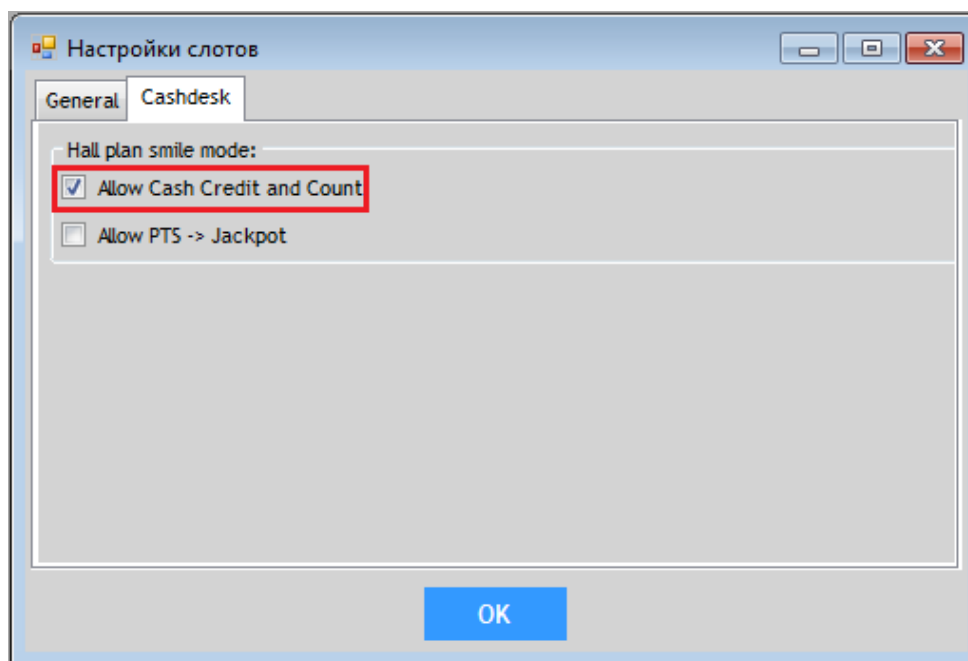 Настройки слотов
General Cashdesk
Hall plan smile mode:
Allow Cash Credit and Count
Allow PTS -> Jackpot
OK